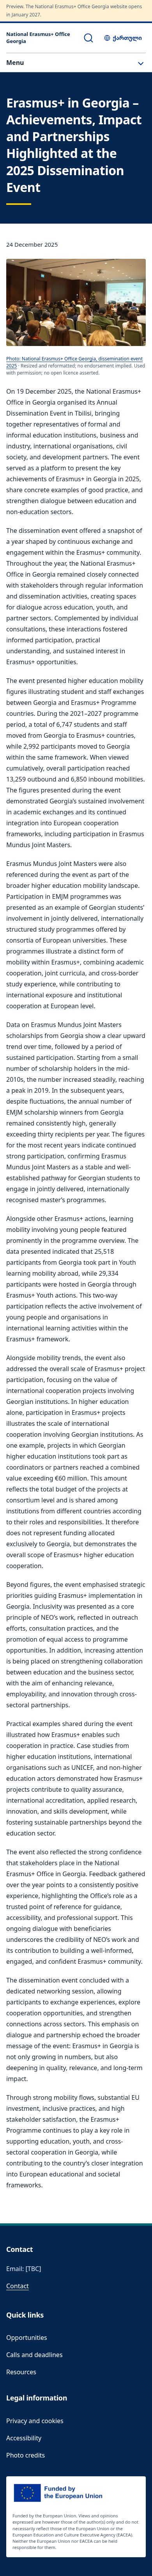 Preview. The National Erasmus+ Office Georgia website opens
in January 2027.
National Erasmus+ Office
Georgia
ქართული
Menu
Erasmus+ in Georgia –
Achievements, Impact
and Partnerships
Highlighted at the
2025 Dissemination
Event
24 December 2025
Photo: National Erasmus+ Office Georgia, dissemination event
2025 · Resized and reformatted; no endorsement implied. Used
with permission; no open licence asserted.
On 19 December 2025, the National Erasmus+
Office in Georgia organised its Annual
Dissemination Event in Tbilisi, bringing
together representatives of formal and
informal education institutions, business and
industry, international organisations, civil
society, and development partners. The event
served as a platform to present the key
achievements of Erasmus+ in Georgia in 2025,
share concrete examples of good practice, and
strengthen dialogue between education and
non-education sectors.
The dissemination event offered a snapshot of
a year shaped by continuous exchange and
engagement within the Erasmus+ community.
Throughout the year, the National Erasmus+
Office in Georgia remained closely connected
with stakeholders through regular information
and dissemination activities, creating spaces
for dialogue across education, youth, and
partner sectors. Complemented by individual
consultations, these interactions fostered
informed participation, practical
understanding, and sustained interest in
Erasmus+ opportunities.
The event presented higher education mobility
figures illustrating student and staff exchanges
between Georgia and Erasmus+ Programme
countries. During the 2021–2027 programme
period, a total of 6,747 students and staff
moved from Georgia to Erasmus+ countries,
while 2,992 participants moved to Georgia
within the same framework. When viewed
cumulatively, overall participation reached
13,259 outbound and 6,850 inbound mobilities.
The figures presented during the event
demonstrated Georgia’s sustained involvement
in academic exchanges and its continued
integration into European cooperation
frameworks, including participation in Erasmus
Mundus Joint Masters.
Erasmus Mundus Joint Masters were also
referenced during the event as part of the
broader higher education mobility landscape.
Participation in EMJM programmes was
presented as an example of Georgian students’
involvement in jointly delivered, internationally
structured study programmes offered by
consortia of European universities. These
programmes illustrate a distinct form of
mobility within Erasmus+, combining academic
cooperation, joint curricula, and cross-border
study experience, while contributing to
international exposure and institutional
cooperation at European level.
Data on Erasmus Mundus Joint Masters
scholarships from Georgia show a clear upward
trend over time, followed by a period of
sustained participation. Starting from a small
number of scholarship holders in the mid-
2010s, the number increased steadily, reaching
a peak in 2019. In the subsequent years,
despite fluctuations, the annual number of
EMJM scholarship winners from Georgia
remained consistently high, generally
exceeding thirty recipients per year. The figures
for the most recent years indicate continued
strong participation, confirming Erasmus
Mundus Joint Masters as a stable and well-
established pathway for Georgian students to
engage in jointly delivered, internationally
recognised master’s programmes.
Alongside other Erasmus+ actions, learning
mobility involving young people featured
prominently in the programme overview. The
data presented indicated that 25,518
participants from Georgia took part in Youth
learning mobility abroad, while 29,334
participants were hosted in Georgia through
Erasmus+ Youth actions. This two-way
participation reflects the active involvement of
young people and organisations in
international learning activities within the
Erasmus+ framework.
Alongside mobility trends, the event also
addressed the overall scale of Erasmus+ project
participation, focusing on the value of
international cooperation projects involving
Georgian institutions. In higher education
alone, participation in Erasmus+ projects
illustrates the scale of international
cooperation involving Georgian institutions. As
one example, projects in which Georgian
higher education institutions took part as
coordinators or partners reached a combined
value exceeding €60 million. This amount
reflects the total budget of the projects at
consortium level and is shared among
institutions from different countries according
to their roles and responsibilities. It therefore
does not represent funding allocated
exclusively to Georgia, but demonstrates the
overall scope of Erasmus+ higher education
cooperation.
Beyond figures, the event emphasised strategic
priorities guiding Erasmus+ implementation in
Georgia. Inclusivity was presented as a core
principle of NEO’s work, reflected in outreach
efforts, consultation practices, and the
promotion of equal access to programme
opportunities. In addition, increasing emphasis
is being placed on strengthening collaboration
between education and the business sector,
with the aim of enhancing relevance,
employability, and innovation through cross-
sectoral partnerships.
Practical examples shared during the event
illustrated how Erasmus+ enables such
cooperation in practice. Case studies from
higher education institutions, international
organisations such as UNICEF, and non-higher
education actors demonstrated how Erasmus+
projects contribute to quality assurance,
international accreditation, applied research,
innovation, and skills development, while
fostering sustainable partnerships beyond the
education sector.
The event also reflected the strong confidence
that stakeholders place in the National
Erasmus+ Office in Georgia. Feedback gathered
over the year points to a consistently positive
experience, highlighting the Office’s role as a
trusted point of reference for guidance,
accessibility, and professional support. This
ongoing dialogue with beneficiaries
underscores the credibility of NEO’s work and
its contribution to building a well-informed,
engaged, and confident Erasmus+ community.
The dissemination event concluded with a
dedicated networking session, allowing
participants to exchange experiences, explore
cooperation opportunities, and strengthen
connections across sectors. This emphasis on
dialogue and partnership echoed the broader
message of the event: Erasmus+ in Georgia is
not only growing in numbers, but also
deepening in quality, relevance, and long-term
impact.
Through strong mobility flows, substantial EU
investment, inclusive practices, and high
stakeholder satisfaction, the Erasmus+
Programme continues to play a key role in
supporting education, youth, and cross-
sectoral cooperation in Georgia, while
contributing to the country’s closer integration
into European educational and societal
frameworks.
Contact
Email: [TBC]
Contact
Quick links
Opportunities
Calls and deadlines
Resources
Legal information
Privacy and cookies
Accessibility
Photo credits
Funded by
the European Union
Funded by the European Union. Views and opinions
expressed are however those of the author(s) only and do not
necessarily reflect those of the European Union or the
European Education and Culture Executive Agency (EACEA).
Neither the European Union nor EACEA can be held
responsible for them.